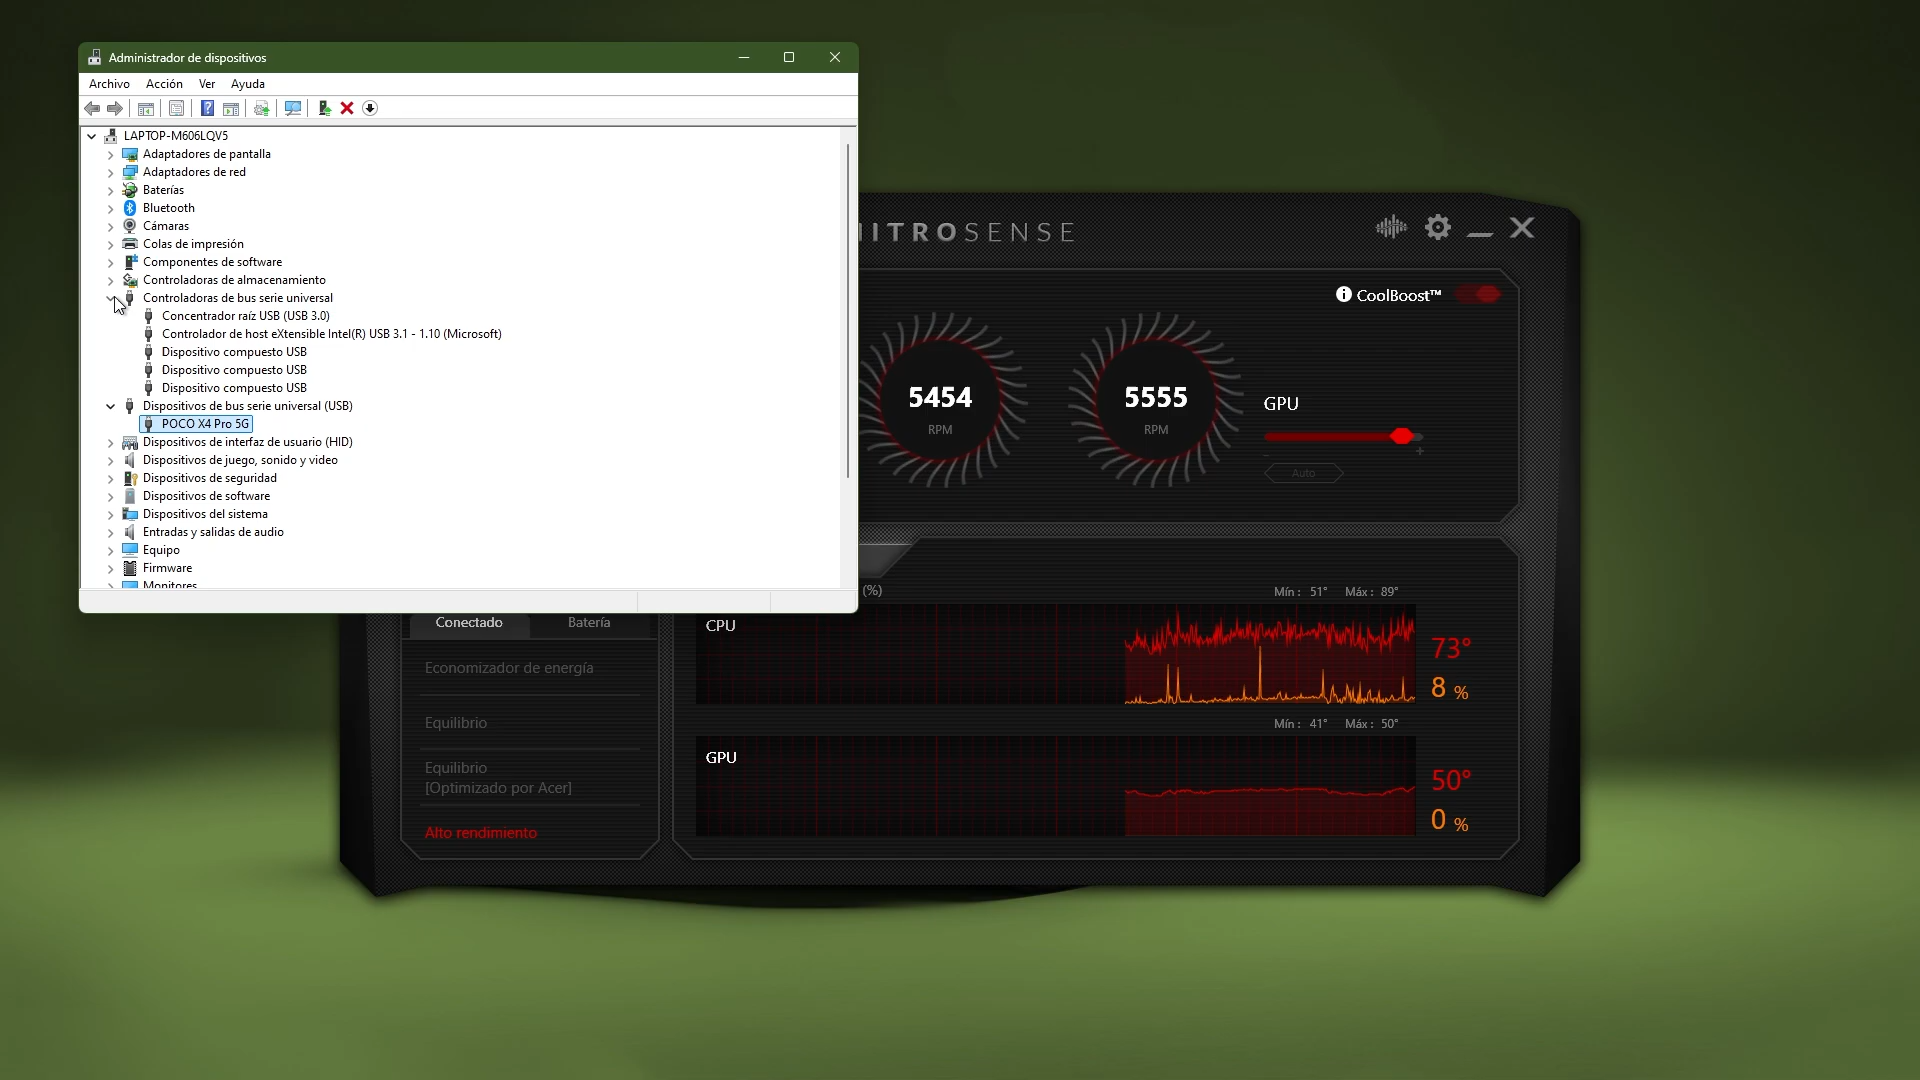 Administrador de dispositivos
Archivo Acción Ver Ayuda
LAPTOP-M606LQV5
Adaptadores de pantalla
Adaptadores de red
Baterías
Bluetooth
Cámaras
Colas de impresión
Componentes de software
Controladoras de almacenamiento
Controladoras de bus serie universal
Concentrador raíz USB (USB 3.0)
Controlador de host eXtensible Intel(R) USB 3.1 - 1.10 (Microsoft)
Dispositivo compuesto USB
Dispositivo compuesto USB
Dispositivo compuesto USB
Dispositivos de bus serie universal (USB)
POCO X4 Pro 5G
Dispositivos de interfaz de usuario (HID)
Dispositivos de juego, sonido y video
Dispositivos de seguridad
Dispositivos de software
Dispositivos del sistema
Entradas y salidas de audio
Equipo
Firmware
Monitores
ITROSENSE
CoolBoost™
5454
RPM
5555
RPM
GPU
- +
Auto
(%)
Mín: 51° Máx: 89°
CPU
73°
8 %
Mín: 41° Máx: 50°
GPU
50°
0 %
Conectado Batería
Economizador de energía
Equilibrio
Equilibrio
[Optimizado por Acer]
Alto rendimiento